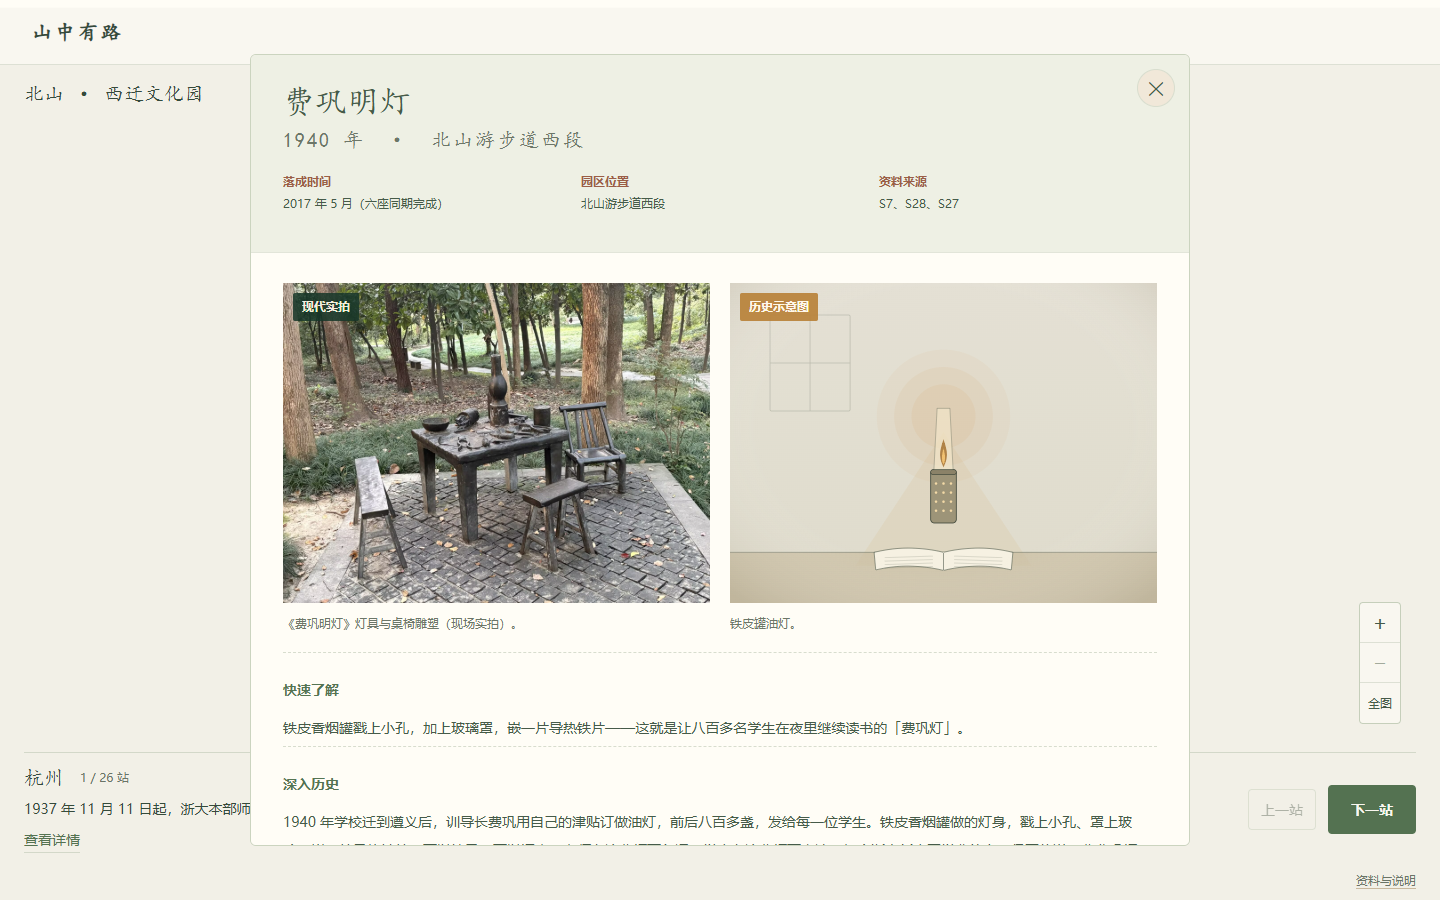 山中有路
北山 • 西迁文化园
费巩明灯
1940 年 • 北山游步道西段
落成时间
2017 年 5 月（六座同期完成）
园区位置
北山游步道西段
资料来源
S7、S28、S27
现代实拍
历史示意图
《费巩明灯》灯具与桌椅雕塑（现场实拍）。
铁皮罐油灯。
快速了解
铁皮香烟罐戳上小孔，加上玻璃罩，嵌一片导热铁片——这就是让八百多名学生在夜里继续读书的「费巩灯」。
深入历史
1940 年学校迁到遵义后，训导长费巩用自己的津贴订做油灯，前后八百多盏，发给每一位学生。铁皮香烟罐做的灯身，戳上小孔、罩上玻
+
−
全图
杭州 1 / 26 站
1937 年 11 月 11 日起，浙大本部师
查看详情
上一站
下一站
资料与说明